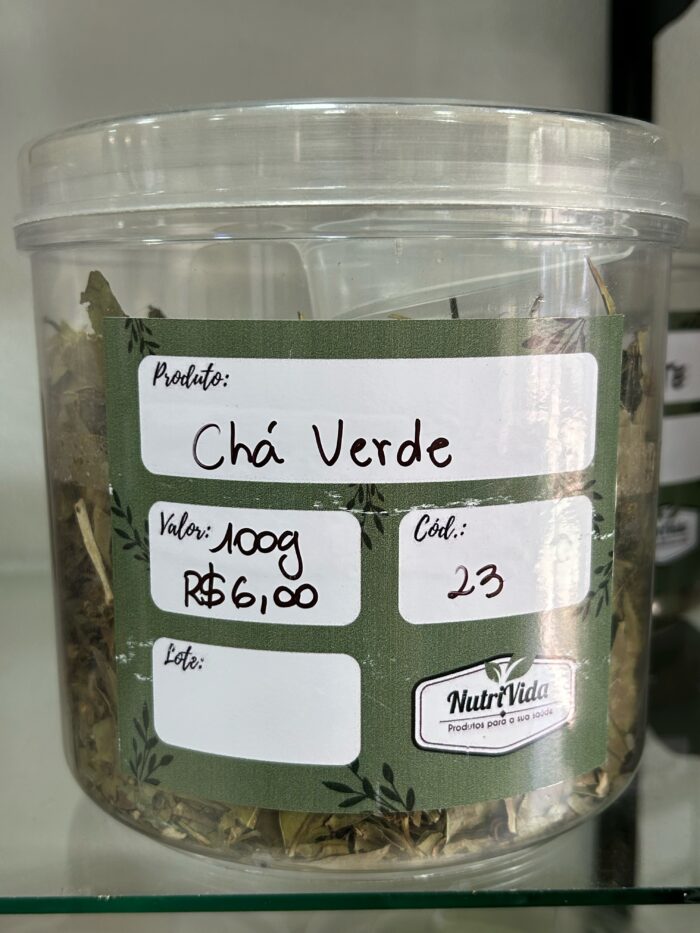 Produto:
Chá Verde
Valor: 100g
R$ 6,00
Cód.:
23
Lote:
NutriVida
Produtos para a sua saúde